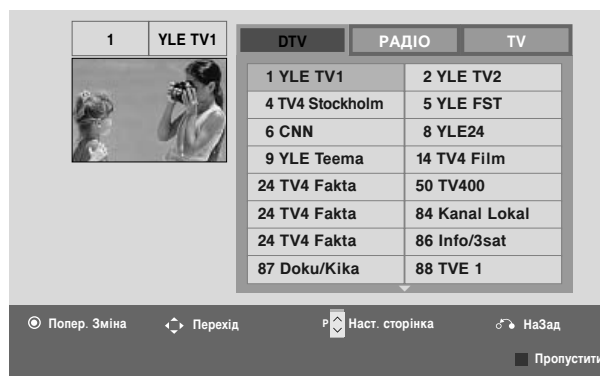 1 YLE TV1
DTV РАДІО TV
1 YLE TV1 2 YLE TV2
4 TV4 Stockholm 5 YLE FST
6 CNN 8 YLE24
9 YLE Teema 14 TV4 Film
24 TV4 Fakta 50 TV400
24 TV4 Fakta 84 Kanal Lokal
24 TV4 Fakta 86 Info/3sat
87 Doku/Kika 88 TVE 1
Попер. Зміна Перехід P Наст. сторінка НаЗад
Пропустити